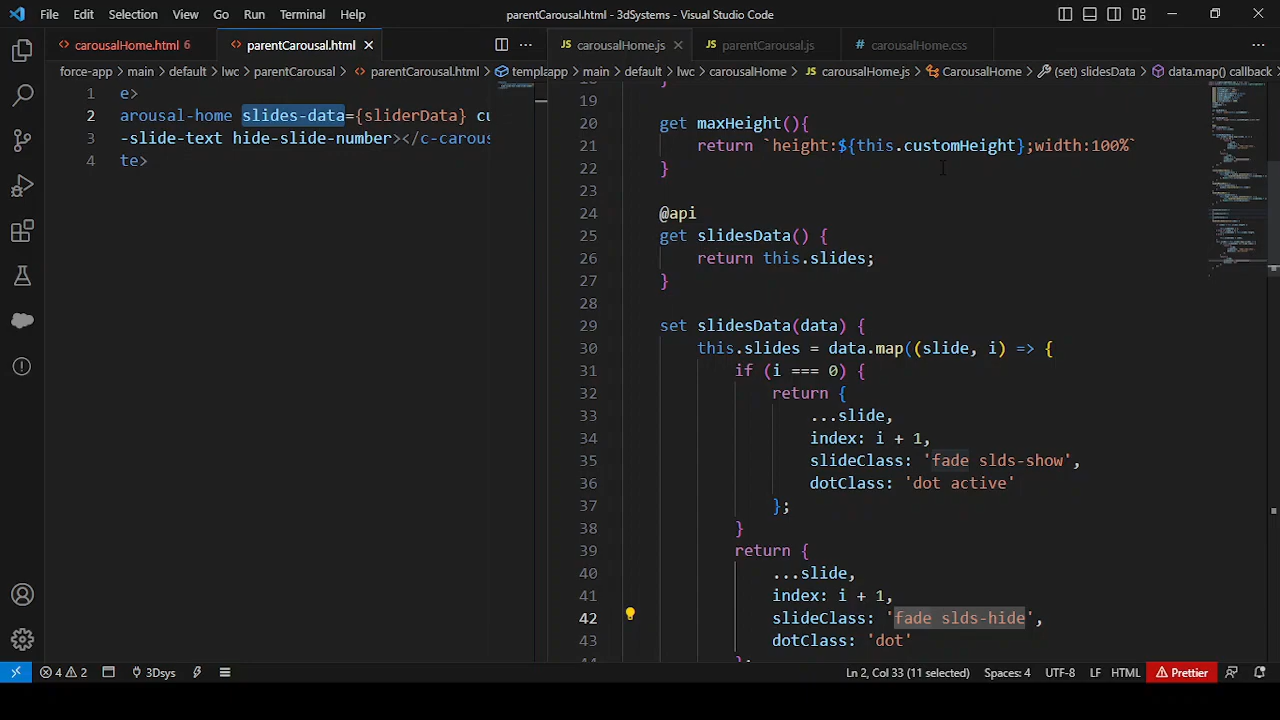 File Edit Selection View Go Run Terminal Help
parentCarousal.html - 3dSystems - Visual Studio Code
carousalHome.html 6
parentCarousal.html
force-app > main > default > lwc > parentCarousal > parentCarousal.html > template
1 e>
2 arousal-home slides-data={sliderData} cu
3 -slide-text hide-slide-number></c-carous
4 te>
carousalHome.js
parentCarousal.js
carousalHome.css
app > main > default > lwc > carousalHome > carousalHome.js > CarousalHome > (set) slidesData > data.map() callback
19
20 get maxHeight(){
21 return `height:${this.customHeight};width:100%`
22 }
23
24 @api
25 get slidesData() {
26 return this.slides;
27 }
28
29 set slidesData(data) {
30 this.slides = data.map((slide, i) => {
31 if (i === 0) {
32 return {
33 ...slide,
34 index: i + 1,
35 slideClass: 'fade slds-show',
36 dotClass: 'dot active'
37 };
38 }
39 return {
40 ...slide,
41 index: i + 1,
42 slideClass: 'fade slds-hide',
43 dotClass: 'dot'
4 2 3Dsys
Ln 2, Col 33 (11 selected) Spaces: 4 UTF-8 LF HTML Prettier